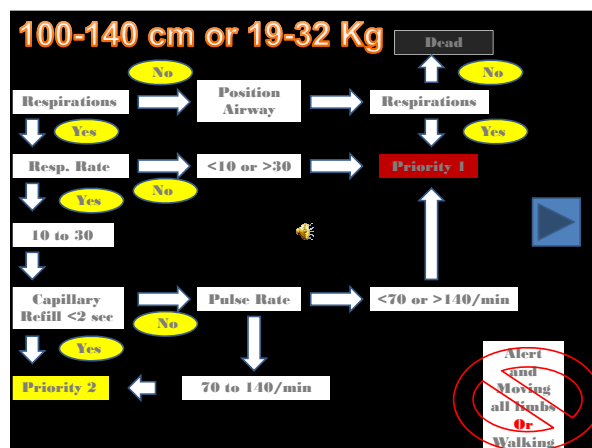 100-140 cm or 19-32 Kg
Dead
No
No
Respirations
Position
Airway
Respirations
Yes
Yes
Resp. Rate
<10 or >30
Priority 1
No
Yes
10 to 30
Capillary
Refill <2 sec
Pulse Rate
<70 or >140/min
No
Yes
Priority 2
70 to 140/min
Alert
and
Moving
all limbs
Or
Walking